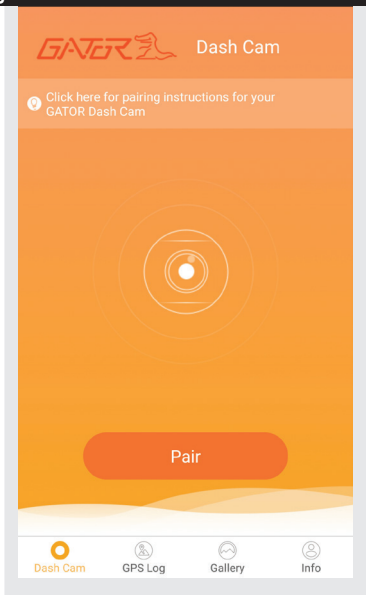 GATOR Dash Cam
Click here for pairing instructions for your
GATOR Dash Cam
Pair
Dash Cam GPS Log Gallery Info